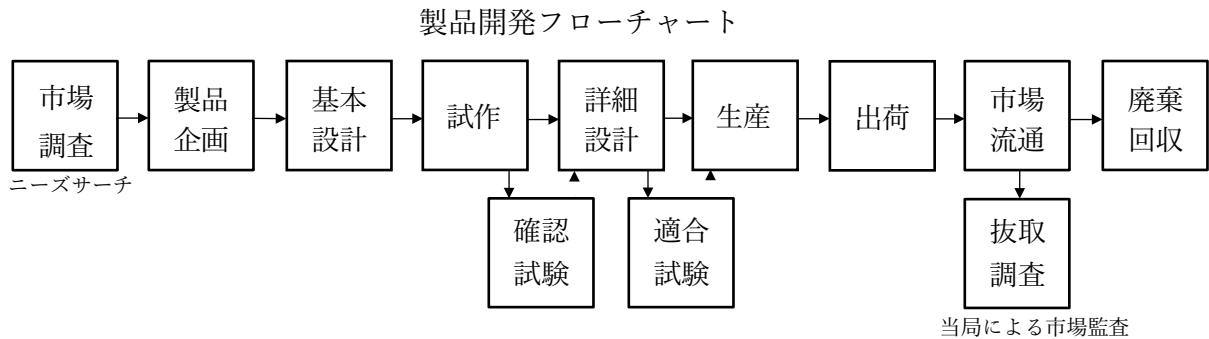 製品開発フローチャート
市場
調査
ニーズサーチ
製品
企画
基本
設計
試作
詳細
設計
生産
出荷
市場
流通
廃棄
回収
確認
試験
適合
試験
抜取
調査
当局による市場監査